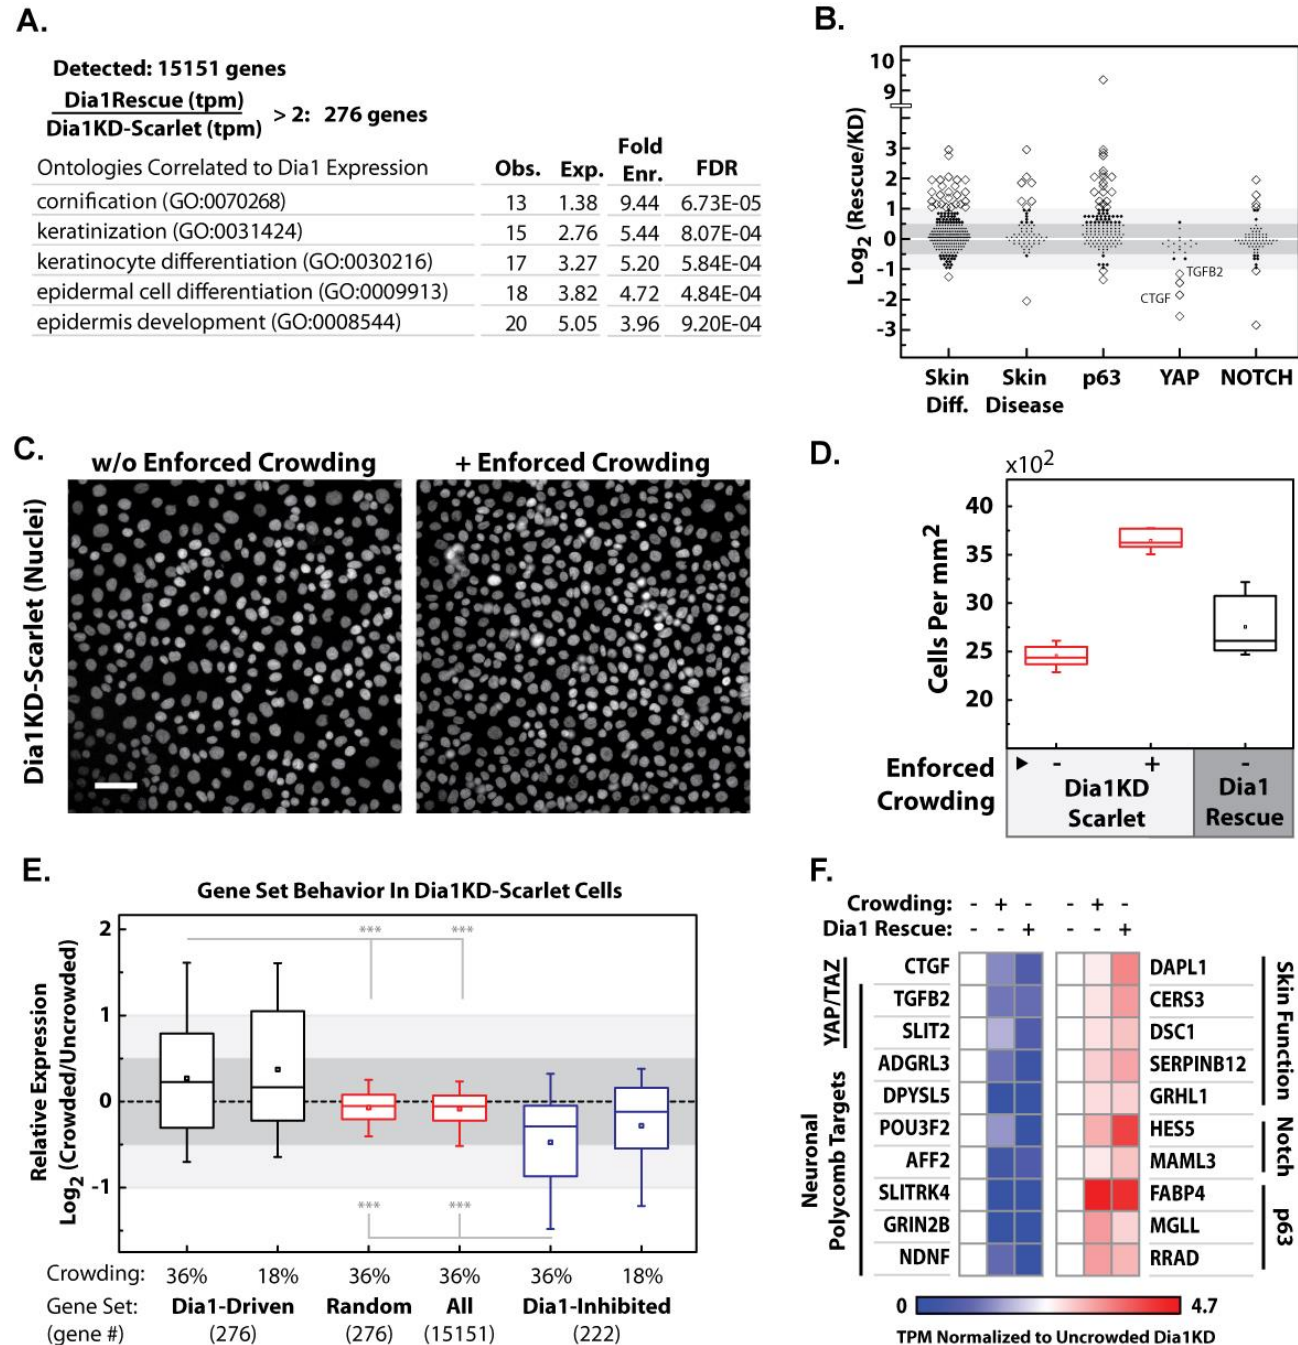 A.
Detected: 15151 genes
Dia1Rescue (tpm)
Dia1KD-Scarlet (tpm)
> 2: 276 genes
Ontologies Correlated to Dia1 Expression Obs. Exp. Fold Enr. FDR
cornification (GO:0070268) 13 1.38 9.44 6.73E-05
keratinization (GO:0031424) 15 2.76 5.44 8.07E-04
keratinocyte differentiation (GO:0030216) 17 3.27 5.20 5.84E-04
epidermal cell differentiation (GO:0009913) 18 3.82 4.72 4.84E-04
epidermis development (GO:0008544) 20 5.05 3.96 9.20E-04
B.
Log2 (Rescue/KD)
10
9
3
2
1
0
-1
-2
-3
TGFB2
CTGF
Skin Diff.
Skin Disease
p63
YAP
NOTCH
C.
w/o Enforced Crowding
+ Enforced Crowding
Dia1KD-Scarlet (Nuclei)
D.
x102
Cells Per mm2
40
35
30
25
20
Enforced Crowding
- + -
Dia1KD Scarlet
Dia1 Rescue
E.
Gene Set Behavior In Dia1KD-Scarlet Cells
Relative Expression
Log2 (Crowded/Uncrowded)
2
1
0
-1
*** ***
*** ***
Crowding: 36% 18% 36% 36% 36% 18%
Gene Set: Dia1-Driven Random All Dia1-Inhibited
(gene #) (276) (276) (15151) (222)
F.
Crowding: - + - - + -
Dia1 Rescue: - - + - - +
YAP/TAZ
Neuronal
Polycomb Targets
CTGF
TGFB2
SLIT2
ADGRL3
DPYSL5
POU3F2
AFF2
SLITRK4
GRIN2B
NDNF
DAPL1
CERS3
DSC1
SERPINB12
GRHL1
HES5
MAML3
FABP4
MGLL
RRAD
Skin Function
Notch
p63
0 4.7
TPM Normalized to Uncrowded Dia1KD